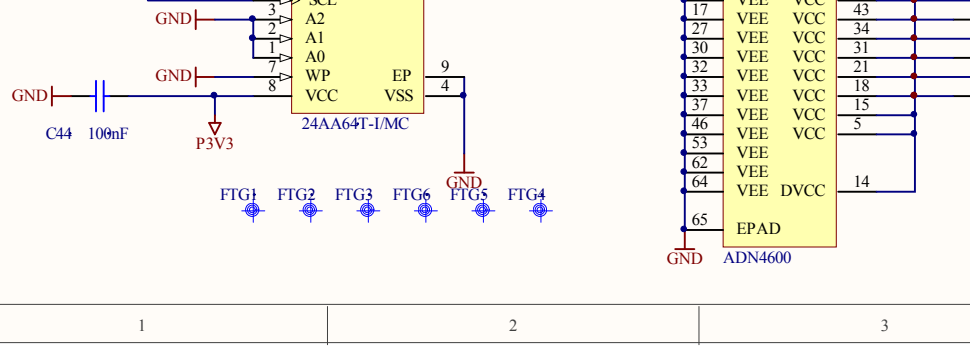 SCL
GND 3 A2
2 A1
1 A0
GND 7 WP EP 9
GND 8 VCC VSS 4
C44 100nF
24AA64T-I/MC
P3V3
GND
FTG1 FTG2 FTG3 FTG6 FTG5 FTG4
VEE VCC
17 VEE VCC 43
27 VEE VCC 34
30 VEE VCC 31
32 VEE VCC 21
33 VEE VCC 18
37 VEE VCC 15
46 VEE VCC 5
53 VEE
62 VEE
64 VEE DVCC 14
65 EPAD
GND
ADN4600
1 2 3